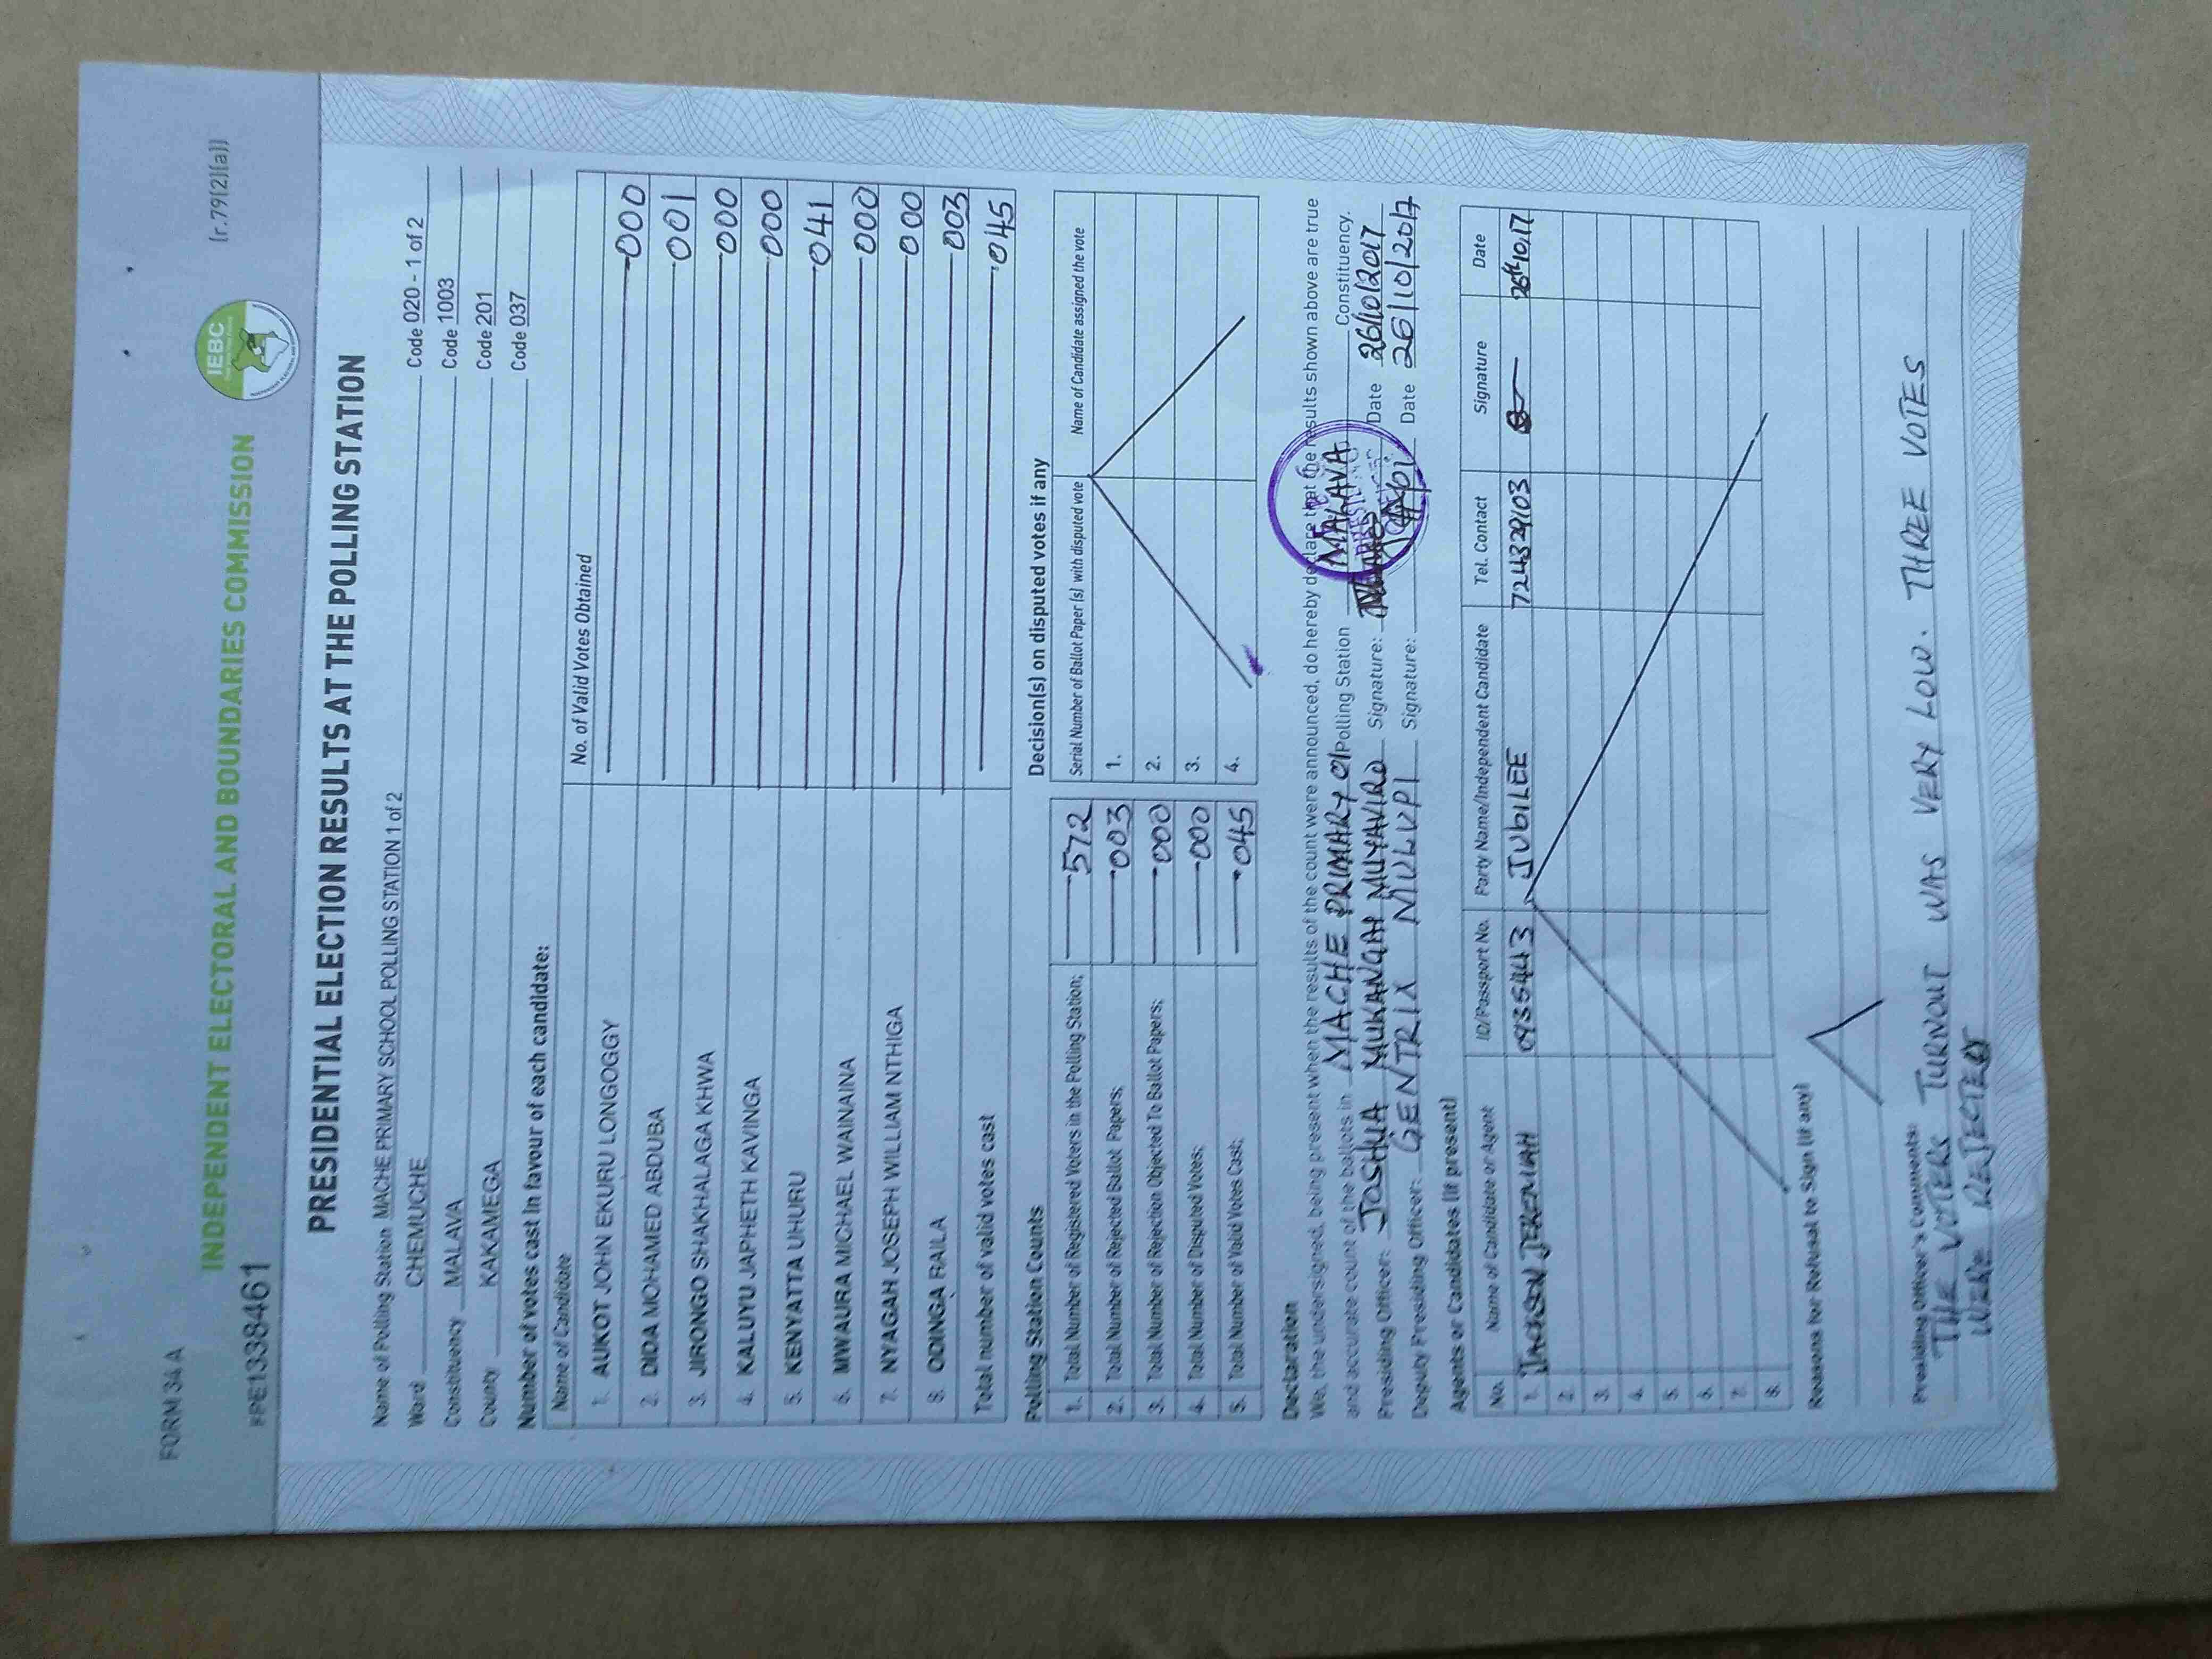 FORM 34 A
(r.79(2)(a))
IEBC
INDEPENDENT ELECTORAL AND BOUNDARIES COMMISSION
PRESIDENTIAL ELECTION RESULTS AT THE POLLING STATION
Name of Polling Station MACHE PRIMARY SCHOOL POLLING STATION 1 of 2 Code 020 - 1 of 2
Ward CHEMUCHE Code 1003
Constituency MALAVA Code 201
County KAKAMEGA Code 037
Number of votes cast in favour of each candidate:
Name of Candidate No. of Valid Votes Obtained
1. AUKOT JOHN EKURU LONGOGGY 000
2. DIDA MOHAMED ABDUBA 001
3. JIRONGO SHAKHALAGA KHWA 000
4. KALUYU JAPHETH KAVINGA 000
5. KENYATTA UHURU 041
6. MWAURA MICHAEL WAINAINA 000
7. NYAGAH JOSEPH WILLIAM NTHIGA 000
8. ODINGA RAILA 003
Total number of valid votes cast 045
Polling Station Counts
1. Total Number of Registered Voters in the Polling Station; 572
2. Total Number of Rejected Ballot Papers; 003
3. Total Number of Rejection Objected To Ballot Papers; 000
4. Total Number of Disputed Votes; 000
5. Total Number of Valid Votes Cast; 045
Decision(s) on disputed votes if any
Serial Number of Ballot Paper (s) with disputed vote Name of Candidate assigned the vote
1.
2.
3.
4.
Declaration
We, the undersigned, being present when the results of the count were announced, do hereby declare that the results shown above are true
and accurate count of the ballots in MACHE PRIMARY Polling Station MALAVA Constituency.
Presiding Officer: JOSHUA Signature: Date 26/10/2017
Deputy Presiding Officer: GENTRIX MULUPI Signature: Date 26/10/2017
Agents or Candidates (if present)
No. Name of Candidate or Agent ID/Passport No. Party Name/Independent Candidate Tel. Contact Signature Date
1. JEREMIAH 0935443 JUBILEE 724329103 26th10,17
2.
3.
4.
5.
6.
7.
8.
Reasons for Refusal to Sign (if any)
Presiding Officer's Comments:
THE VOTERS TURNOUT WAS VERY LOW. THREE VOTES
WERE REJECTED